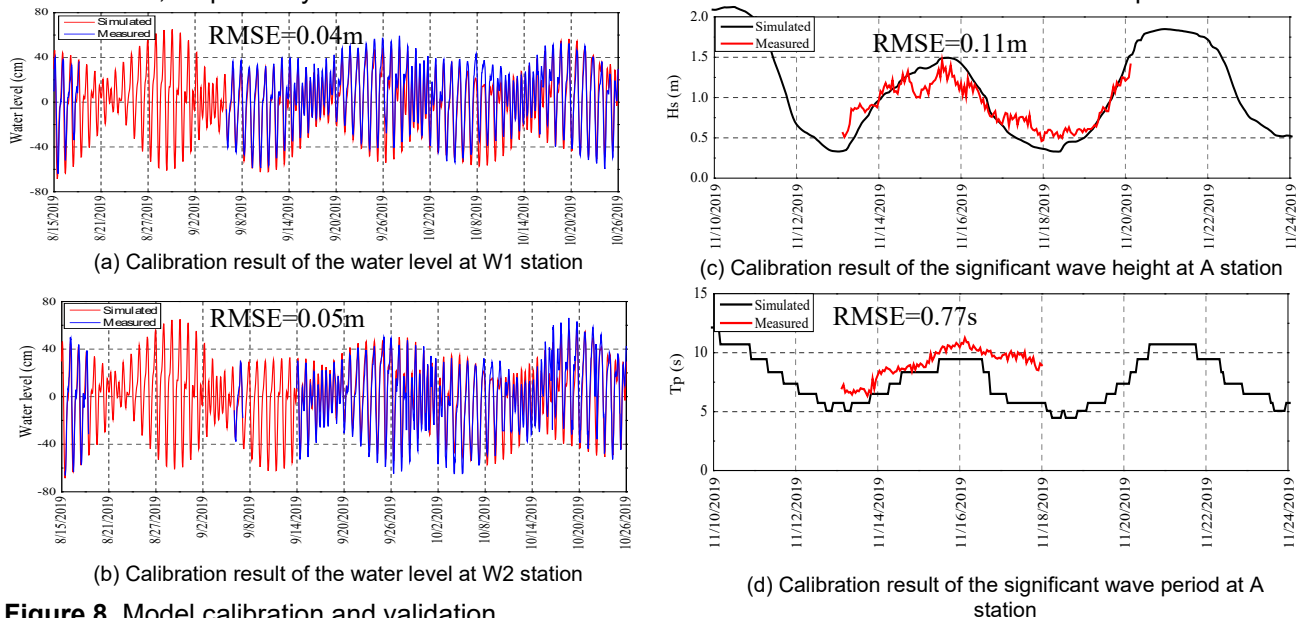 Simulated
Measured
RMSE=0.04m
Water level (cm)
80
40
0
-40
-80
8/15/2019
8/21/2019
8/27/2019
9/2/2019
9/8/2019
9/14/2019
9/20/2019
9/26/2019
10/2/2019
10/8/2019
10/14/2019
10/20/2019
10/26/2019
(a) Calibration result of the water level at W1 station
Simulated
Measured
RMSE=0.05m
Water level (cm)
80
40
0
-40
-80
8/15/2019
8/21/2019
8/27/2019
9/2/2019
9/8/2019
9/14/2019
9/20/2019
9/26/2019
10/2/2019
10/8/2019
10/14/2019
10/20/2019
10/26/2019
(b) Calibration result of the water level at W2 station
Simulated
Measured
RMSE=0.11m
Hs (m)
2.0
1.5
1.0
0.5
0.0
11/10/2019
11/12/2019
11/14/2019
11/16/2019
11/18/2019
11/20/2019
11/22/2019
11/24/2019
(c) Calibration result of the significant wave height at A station
Simulated
Measured
RMSE=0.77s
Tp (s)
15
10
5
0
11/10/2019
11/12/2019
11/14/2019
11/16/2019
11/18/2019
11/20/2019
11/22/2019
11/24/2019
(d) Calibration result of the significant wave period at A
station
Figure 8. Model calibration and validation